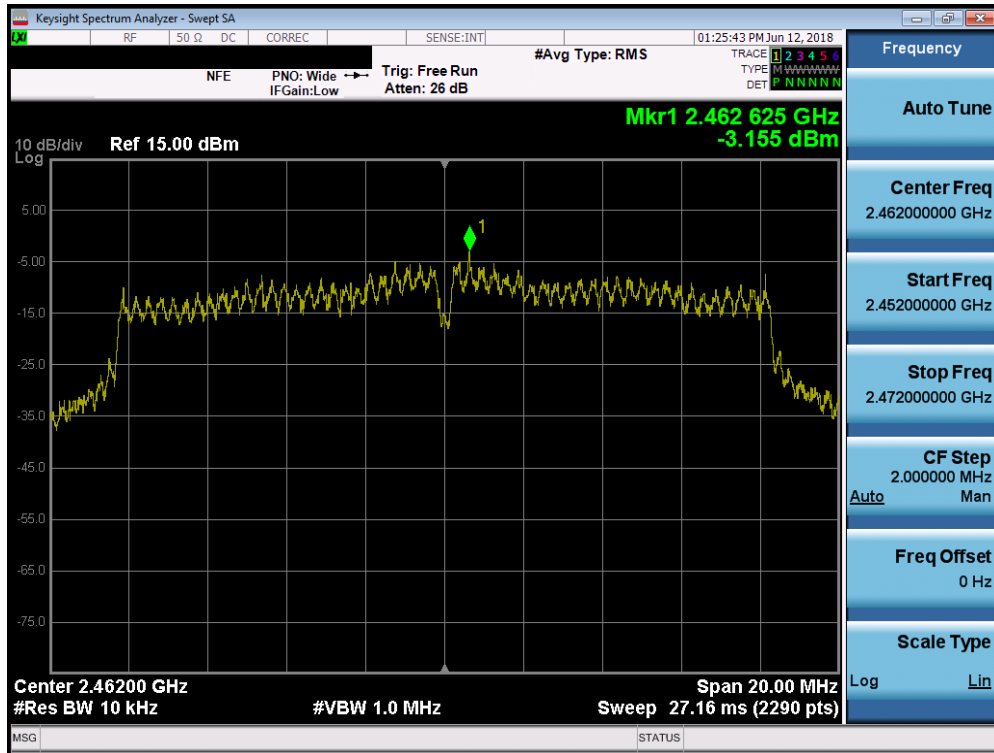 Keysight Spectrum Analyzer - Swept SA
LXI RF 50 Ω DC CORREC SENSE:INT 01:25:43 PM Jun 12, 2018
#Avg Type: RMS TRACE 1 2 3 4 5 6
NFE PNO: Wide Trig: Free Run TYPE M W W W W W
IFGain:Low Atten: 26 dB DET P N N N N N
Mkr1 2.462 625 GHz
-3.155 dBm
10 dB/div Ref 15.00 dBm
Log
1
5.00
-5.00
-15.0
-25.0
-35.0
-45.0
-55.0
-65.0
-75.0
Center 2.46200 GHz Span 20.00 MHz
#Res BW 10 kHz #VBW 1.0 MHz Sweep 27.16 ms (2290 pts)
MSG STATUS
Frequency
Auto Tune
Center Freq
2.462000000 GHz
Start Freq
2.452000000 GHz
Stop Freq
2.472000000 GHz
CF Step
2.000000 MHz
Auto Man
Freq Offset
0 Hz
Scale Type
Log Lin